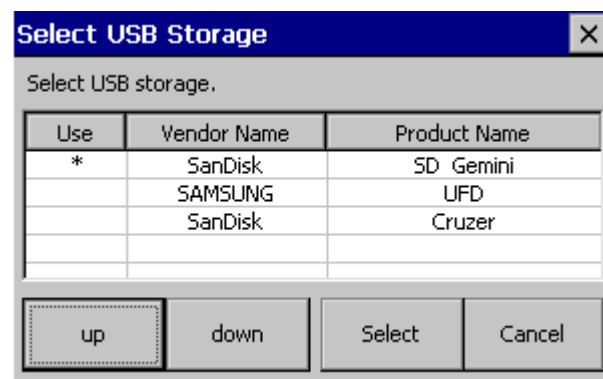 Select USB Storage
Select USB storage.
Use Vendor Name Product Name
* SanDisk SD Gemini
SAMSUNG UFD
SanDisk Cruzer
up down Select Cancel